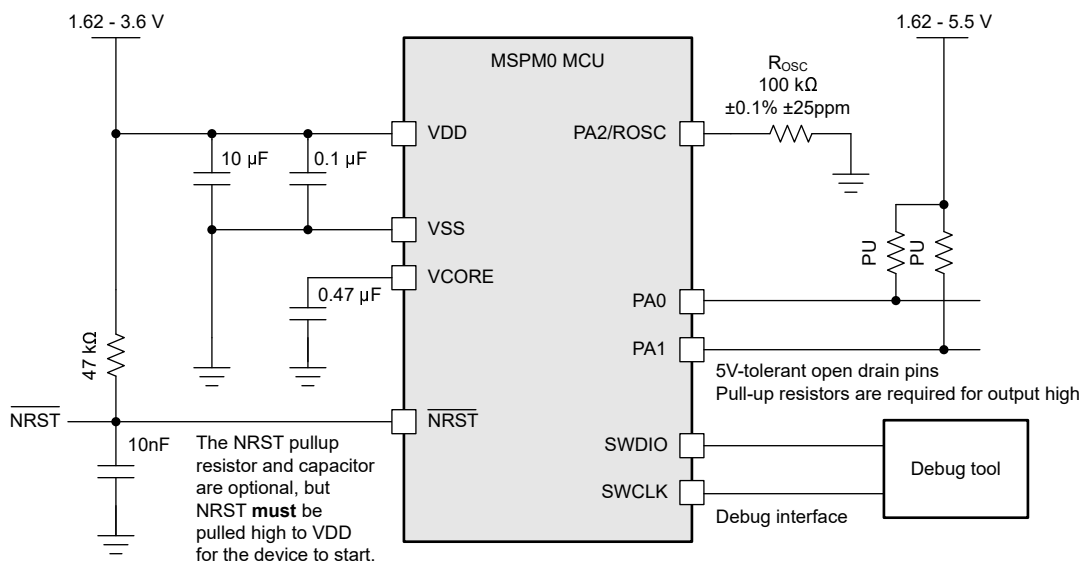 1.62 - 3.6 V
1.62 - 5.5 V
MSPM0 MCU
ROSC
100 kΩ
±0.1% ±25ppm
VDD
PA2/ROSC
10 µF
0.1 µF
VSS
VCORE
0.47 µF
PU
PU
PA0
PA1
47 kΩ
5V-tolerant open drain pins
Pull-up resistors are required for output high
NRST
NRST
10nF
The NRST pullup
resistor and capacitor
are optional, but
NRST must be
pulled high to VDD
for the device to start.
SWDIO
SWCLK
Debug tool
Debug interface